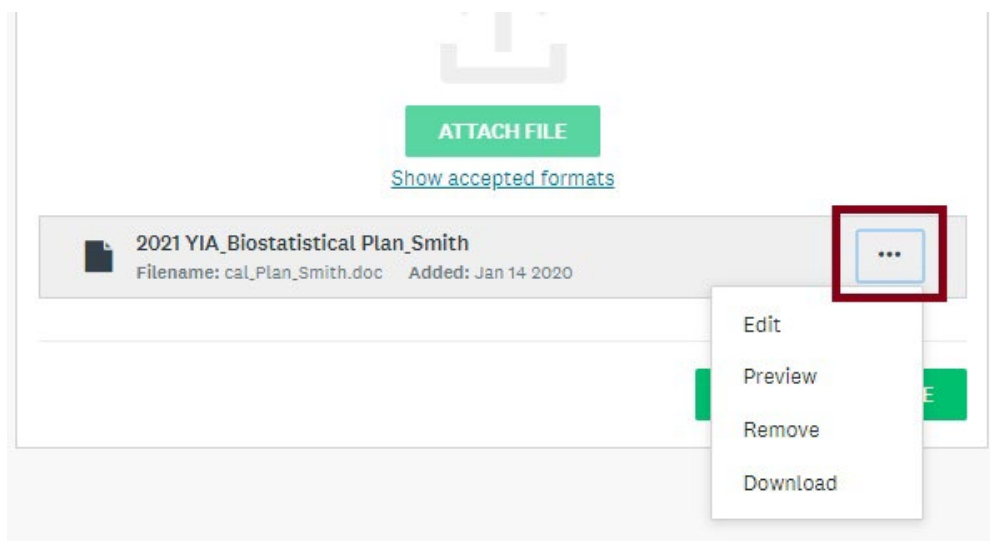 ATTACH FILE
Show accepted formats
2021 YIA_Biostatistical Plan_Smith
Filename: cal_Plan_Smith.doc Added: Jan 14 2020
•••
Edit
Preview
E
Remove
Download